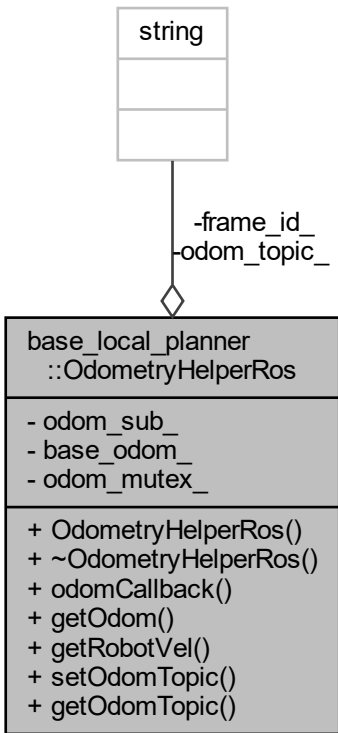 string
-frame_id_
-odom_topic_
base_local_planner
::OdometryHelperRos
- odom_sub_
- base_odom_
- odom_mutex_
+ OdometryHelperRos()
+ ~OdometryHelperRos()
+ odomCallback()
+ getOdom()
+ getRobotVel()
+ setOdomTopic()
+ getOdomTopic()